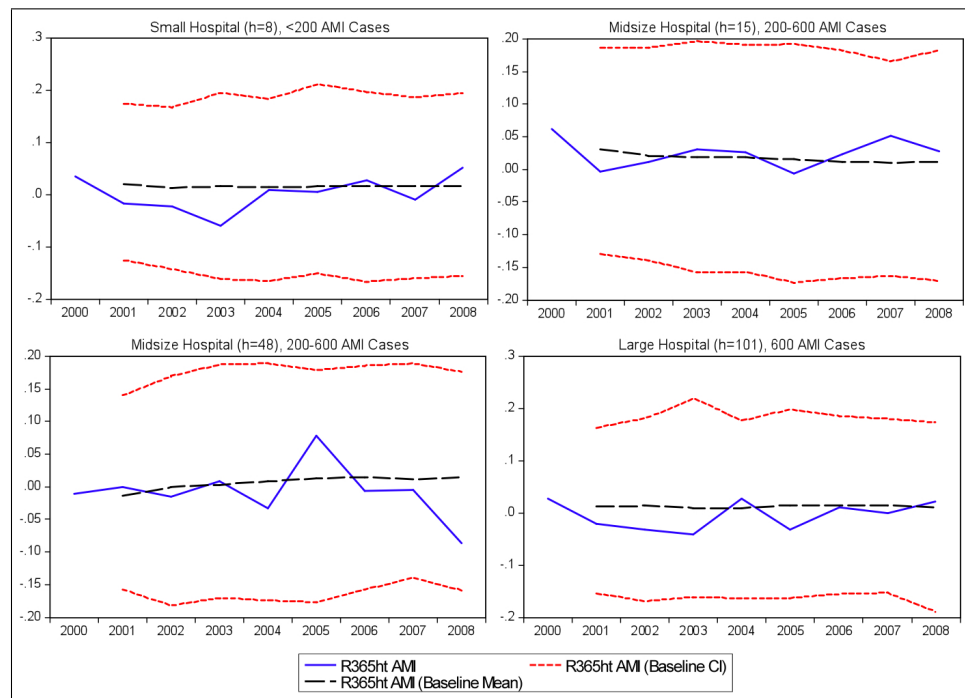 Small Hospital (h=8), <200 AMI Cases
.3
.2
.1
.0
-.1
-.2
2000 2001 2002 2003 2004 2005 2006 2007 2008
Midsize Hospital (h=15), 200-600 AMI Cases
.20
.15
.10
.05
.00
-.05
-.10
-.15
-.20
2000 2001 2002 2003 2004 2005 2006 2007 2008
Midsize Hospital (h=48), 200-600 AMI Cases
.20
.15
.10
.05
.00
-.05
-.10
-.15
-.20
2000 2001 2002 2003 2004 2005 2006 2007 2008
Large Hospital (h=101), 600 AMI Cases
.3
.2
.1
.0
-.1
-.2
2000 2001 2002 2003 2004 2005 2006 2007 2008
R365ht AMI
R365ht AMI (Baseline CI)
R365ht AMI (Baseline Mean)